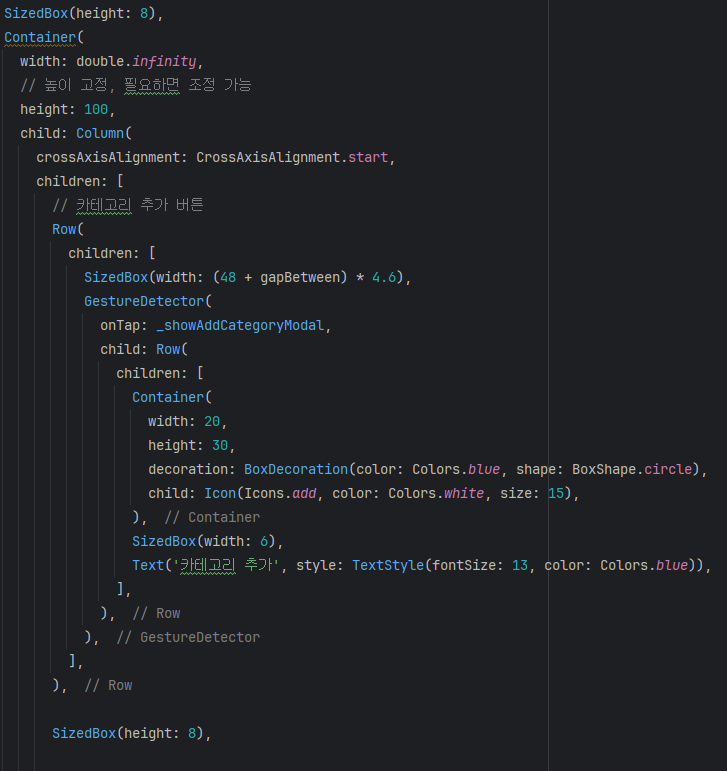 SizedBox(height: 8),
Container(
  width: double.infinity,
  // 높이 고정, 필요하면 조정 가능
  height: 100,
  child: Column(
    crossAxisAlignment: CrossAxisAlignment.start,
    children: [
      // 카테고리 추가 버튼
      Row(
        children: [
          SizedBox(width: (48 + gapBetween) * 4.6),
          GestureDetector(
            onTap: _showAddCategoryModal,
            child: Row(
              children: [
                Container(
                  width: 20,
                  height: 30,
                  decoration: BoxDecoration(color: Colors.blue, shape: BoxShape.circle),
                  child: Icon(Icons.add, color: Colors.white, size: 15),
                ), // Container
                SizedBox(width: 6),
                Text('카테고리 추가', style: TextStyle(fontSize: 13, color: Colors.blue)),
              ],
            ), // Row
          ), // GestureDetector
        ],
      ), // Row
      SizedBox(height: 8),